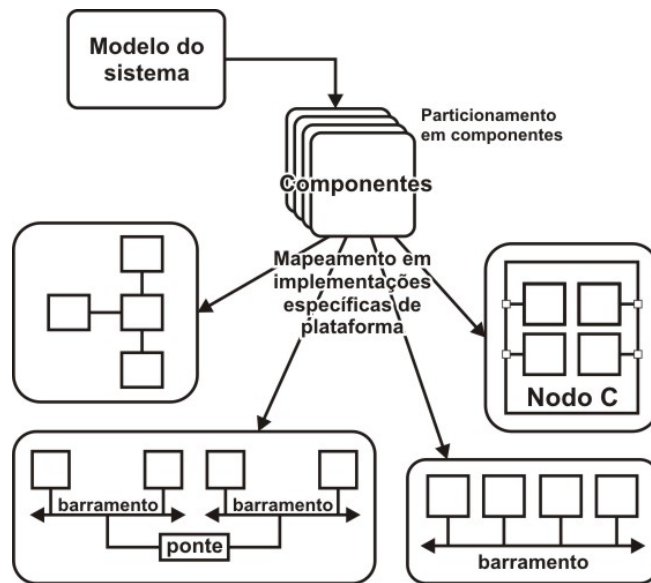 Modelo do
sistema
Particionamento
em componentes
Componentes
Mapeamento em
implementações
específicas de
plataforma
Nodo C
barramento
barramento
ponte
barramento